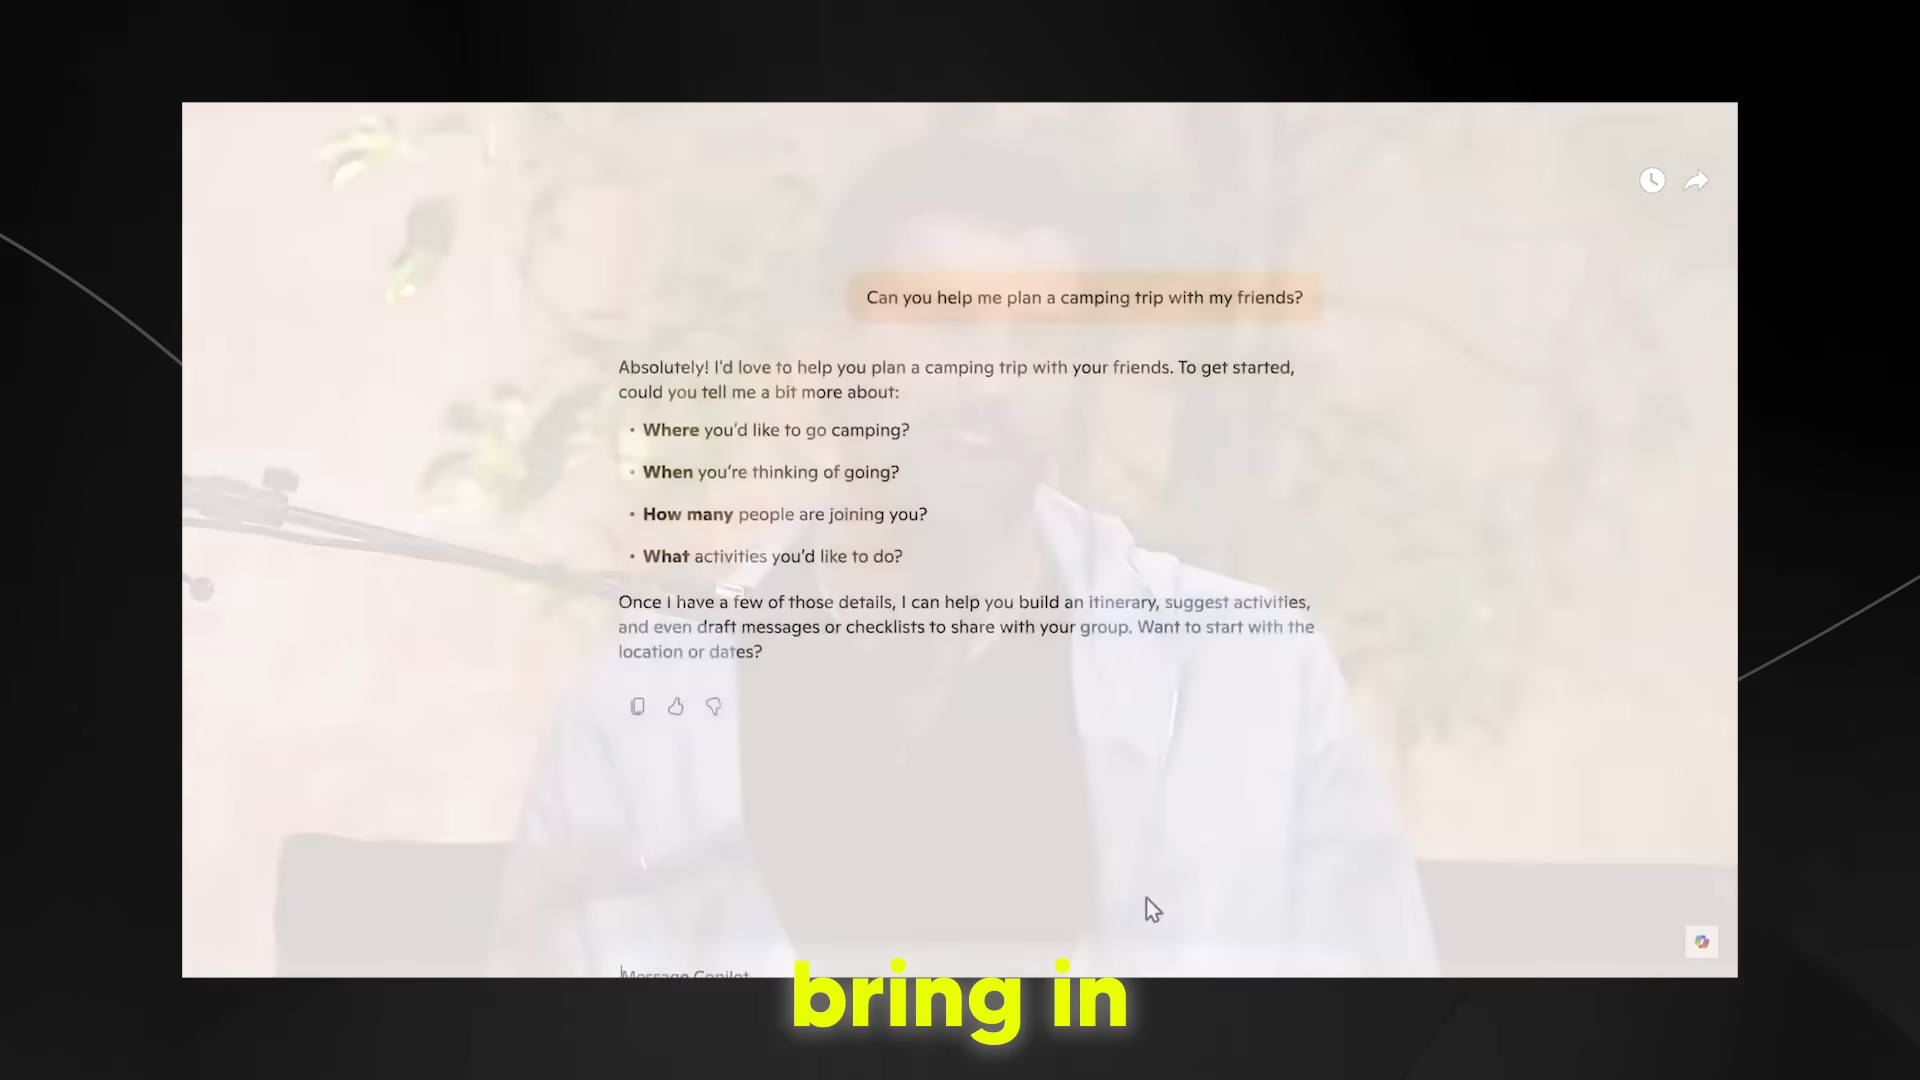 Can you help me plan a camping trip with my friends?
Absolutely! I'd love to help you plan a camping trip with your friends. To get started,
could you tell me a bit more about:
• Where you'd like to go camping?
• When you're thinking of going?
• How many people are joining you?
• What activities you'd like to do?
Once I have a few of those details, I can help you build an itinerary, suggest activities,
and even draft messages or checklists to share with your group. Want to start with the
location or dates?
Message Copilot
bring in